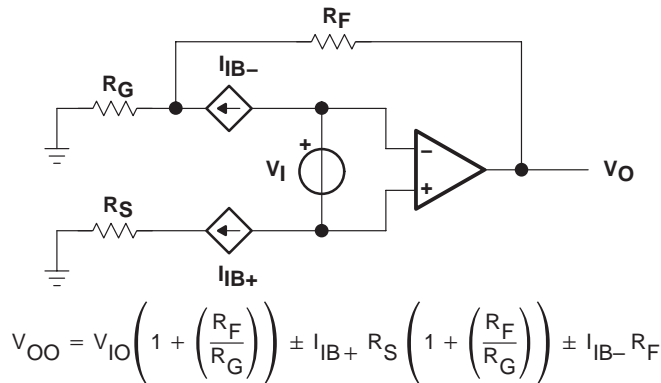 RF
RG
IIB–
+
VI
–
+
VO
RS
IIB+
VOO = VIO(1 + (RF/RG)) ± IIB+ RS(1 + (RF/RG)) ± IIB– RF